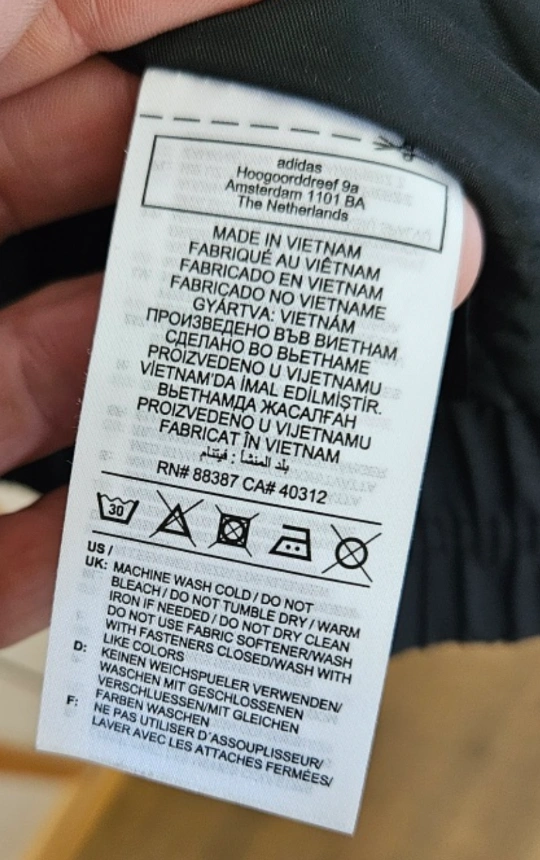 adidas
Hoogoorddreef 9a
Amsterdam 1101 BA
The Netherlands
MADE IN VIETNAM
FABRIQUÉ AU VIÊTNAM
FABRICADO EN VIETNAM
FABRICADO NO VIETNAME
GYÁRTVA: VIETNÁM
ПРОИЗВЕДЕНО ВЪВ ВИЕТНАМ
СДЕЛАНО ВО ВЬЕТНАМЕ
PROIZVEDENO U VIJETNAMU
VİETNAM'DA İMAL EDİLMİŞTİR.
ВЬЕТНАМДА ЖАСАЛҒАН
PROIZVEDENO U VIJETNAMU
FABRICAT ÎN VIETNAM
بلد المنشأ : فيتنام
RN# 88387 CA# 40312
30
US /
UK: MACHINE WASH COLD / DO NOT
BLEACH / DO NOT TUMBLE DRY / WARM
IRON IF NEEDED / DO NOT DRY CLEAN
DO NOT USE FABRIC SOFTENER/WASH
WITH FASTENERS CLOSED/WASH WITH
LIKE COLORS
D: KEINEN WEICHSPUELER VERWENDEN/
WASCHEN MIT GESCHLOSSENEN
VERSCHLUESSEN/MIT GLEICHEN
FARBEN WASCHEN
F: NE PAS UTILISER D'ASSOUPLISSEUR/
LAVER AVEC LES ATTACHES FERMÉES/